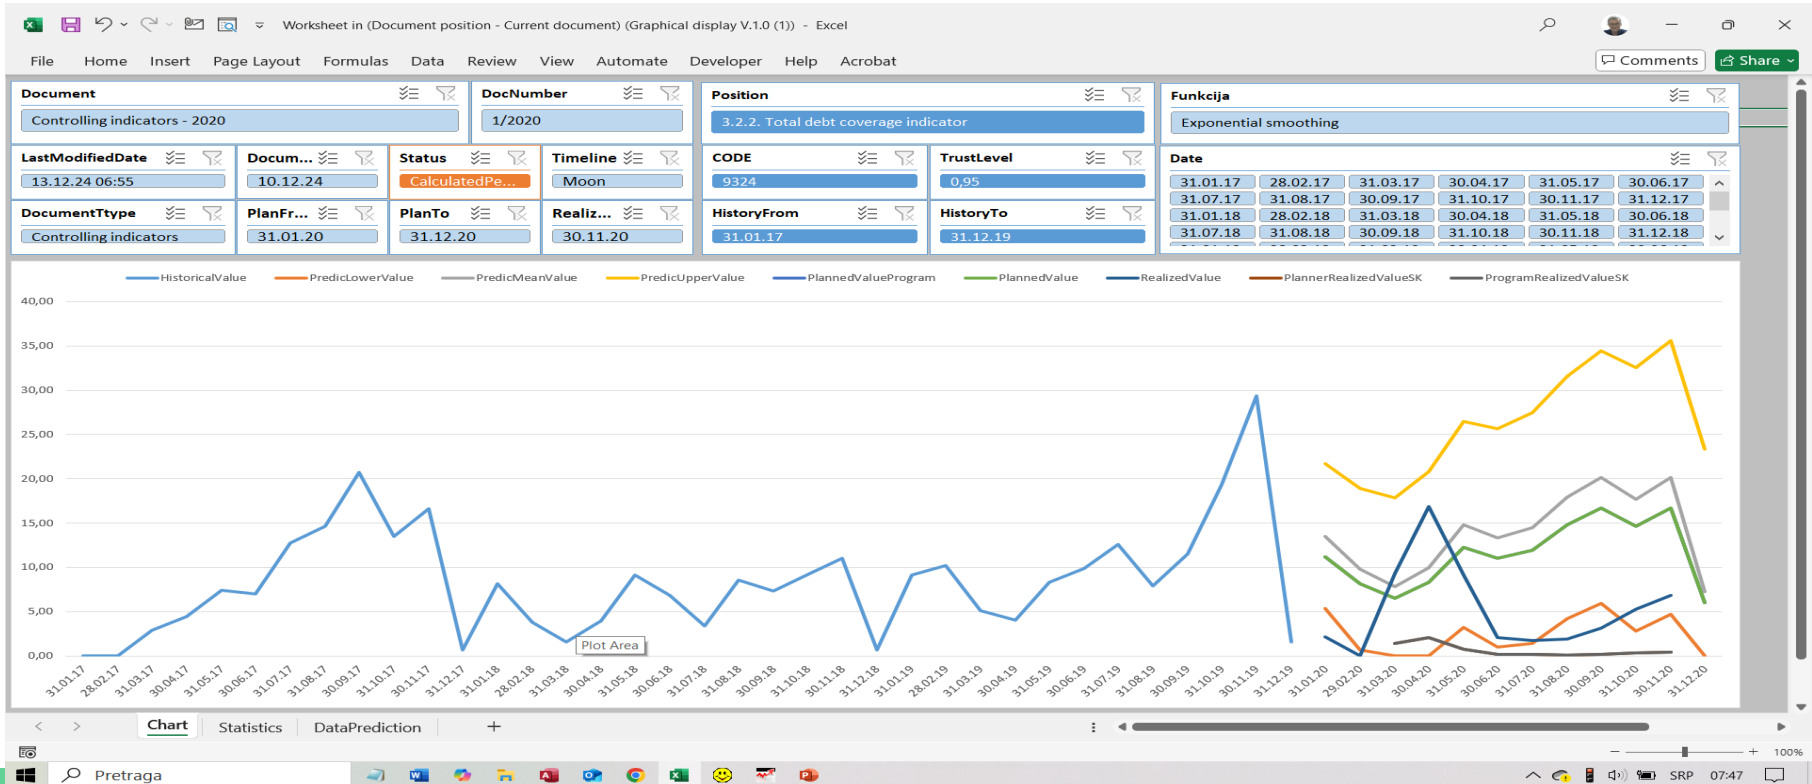 Worksheet in (Document position - Current document) (Graphical display V.1.0 (1)) - Excel
File Home Insert Page Layout Formulas Data Review View Automate Developer Help Acrobat Comments Share
Document DocNumber Position Funkcija
Controlling indicators - 2020 1/2020 3.2.2. Total debt coverage indicator Exponential smoothing
LastModifiedDate Docum... Status Timeline CODE TrustLevel Date
13.12.24 06:55 10.12.24 CalculatedPe... Moon 9324 0,95
31.01.17 28.02.17 31.03.17 30.04.17 31.05.17 30.06.17
31.07.17 31.08.17 30.09.17 31.10.17 30.11.17 31.12.17
DocumentTtype PlanFr... PlanTo Realiz... HistoryFrom HistoryTo
31.01.18 28.02.18 31.03.18 30.04.18 31.05.18 30.06.18
Controlling indicators 31.01.20 31.12.20 30.11.20 31.01.17 31.12.19
31.07.18 31.08.18 30.09.18 31.10.18 30.11.18 31.12.18
HistoricalValue PredicLowerValue PredicMeanValue PredicUpperValue PlannedValueProgram PlannedValue RealizedValue PlannerRealizedValueSK ProgramRealizedValueSK
40,00
35,00
30,00
25,00
20,00
15,00
10,00
5,00
0,00
Plot Area
31.01.17 28.02.17 31.03.17 30.04.17 31.05.17 30.06.17 31.07.17 31.08.17 30.09.17 31.10.17 30.11.17 31.12.17 31.01.18 28.02.18 31.03.18 30.04.18 31.05.18 30.06.18 31.07.18 31.08.18 30.09.18 31.10.18 30.11.18 31.12.18 31.01.19 28.02.19 31.03.19 30.04.19 31.05.19 30.06.19 31.07.19 31.08.19 30.09.19 31.10.19 30.11.19 31.12.19 31.01.20 29.02.20 31.03.20 30.04.20 31.05.20 30.06.20 31.07.20 31.08.20 30.09.20 31.10.20 30.11.20 31.12.20
Chart Statistics DataPrediction
100%
Pretraga SRP 07:47